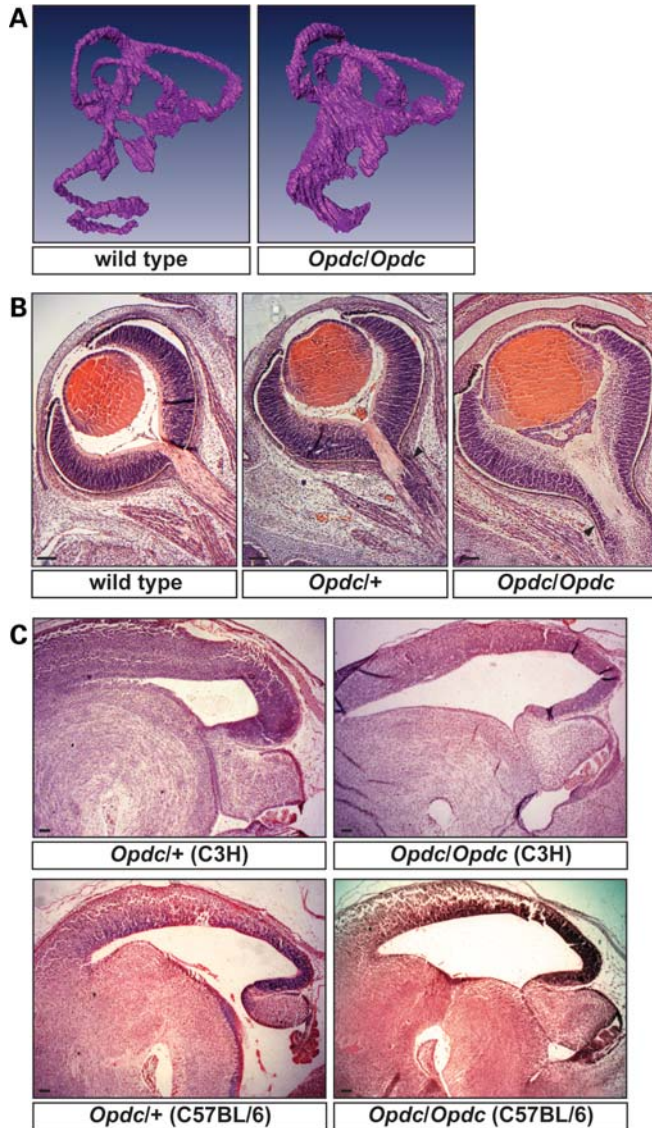 A
wild type
Opdc/Opdc
B
wild type
Opdc/+
Opdc/Opdc
C
Opdc/+ (C3H)
Opdc/Opdc (C3H)
Opdc/+ (C57BL/6)
Opdc/Opdc (C57BL/6)